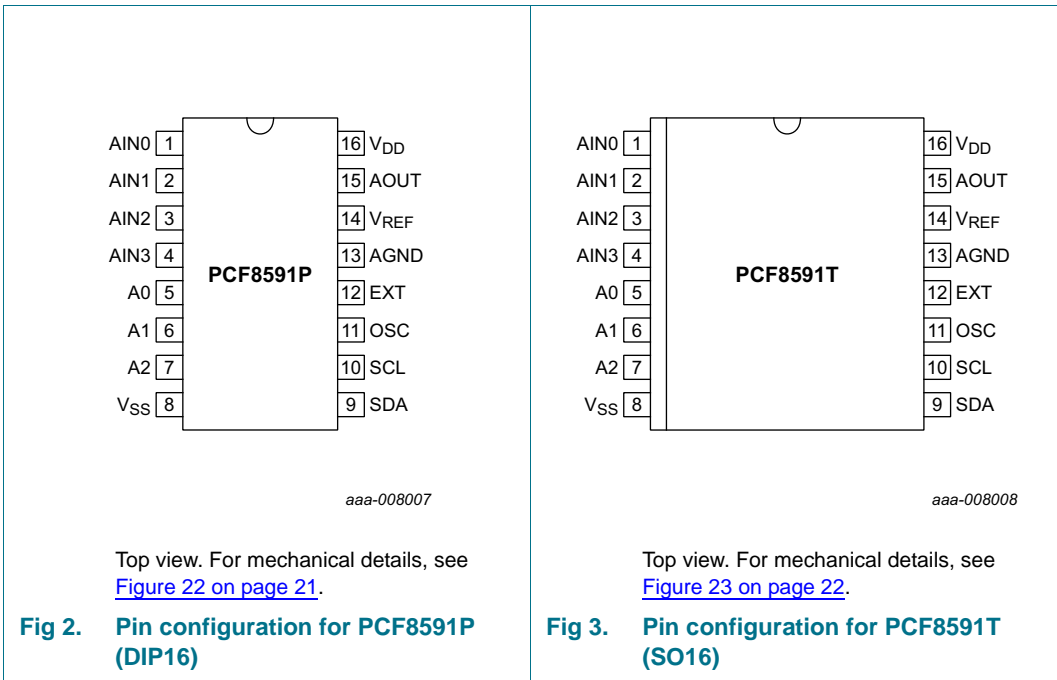 AIN0 1 16 VDD
AIN1 2 15 AOUT
AIN2 3 14 VREF
AIN3 4 13 AGND
PCF8591P
A0 5 12 EXT
A1 6 11 OSC
A2 7 10 SCL
VSS 8 9 SDA
aaa-008007
Top view. For mechanical details, see
Figure 22 on page 21.
Fig 2. Pin configuration for PCF8591P
(DIP16)
AIN0 1 16 VDD
AIN1 2 15 AOUT
AIN2 3 14 VREF
AIN3 4 13 AGND
PCF8591T
A0 5 12 EXT
A1 6 11 OSC
A2 7 10 SCL
VSS 8 9 SDA
aaa-008008
Top view. For mechanical details, see
Figure 23 on page 22.
Fig 3. Pin configuration for PCF8591T
(SO16)